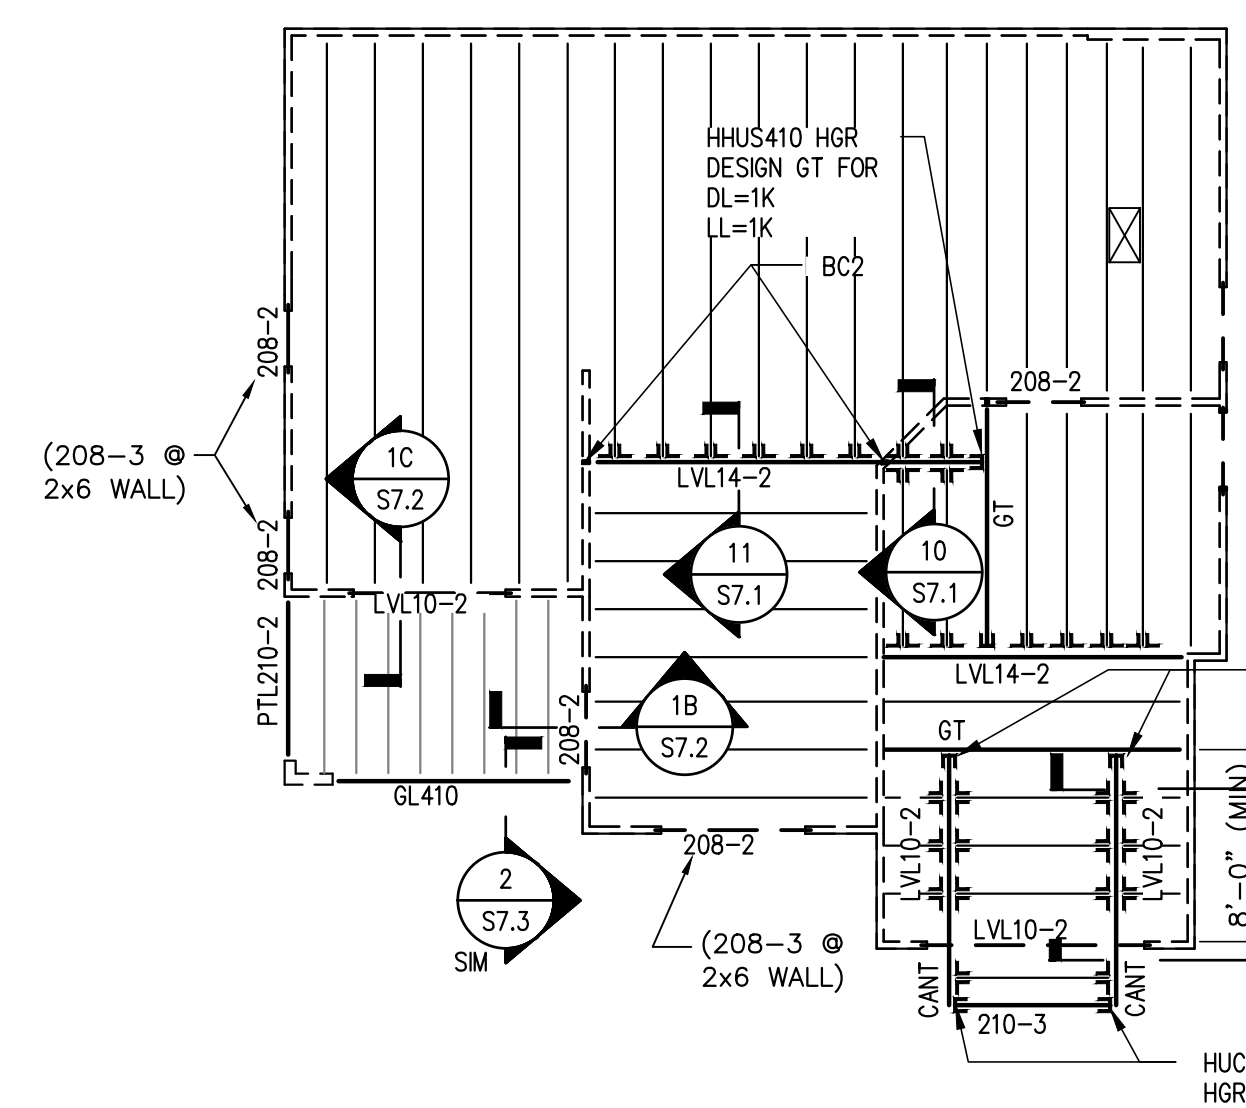 HHUS410 HGR
DESIGN GT FOR
DL=1K
LL=1K
BC2
208-2
208-2
(208-3 @
2x6 WALL)
1C
S7.2
LVL14-2
GT
11
S7.1
10
S7.1
208-2
LVL10-2
PTL210-2
LVL14-2
1B
S7.2
208-2
GT
GL410
208-2
LVL10-2
LVL10-2
8'-0" (MIN)
2
S7.3
SIM
(208-3 @
2x6 WALL)
LVL10-2
CANT
CANT
210-3
HUC
HGR